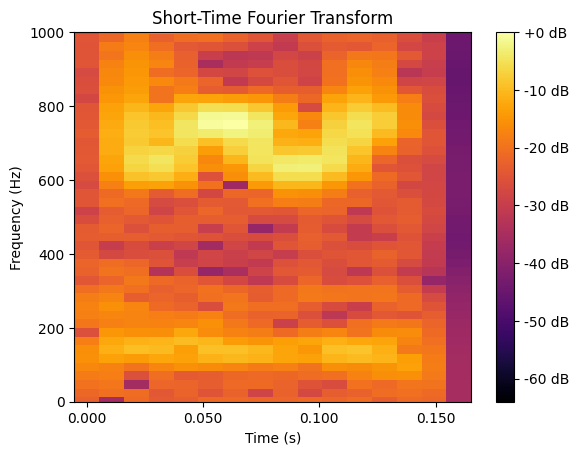 Short-Time Fourier Transform
1000
800
600
400
200
0
Frequency (Hz)
0.000
0.050
0.100
0.150
Time (s)
+0 dB
-10 dB
-20 dB
-30 dB
-40 dB
-50 dB
-60 dB